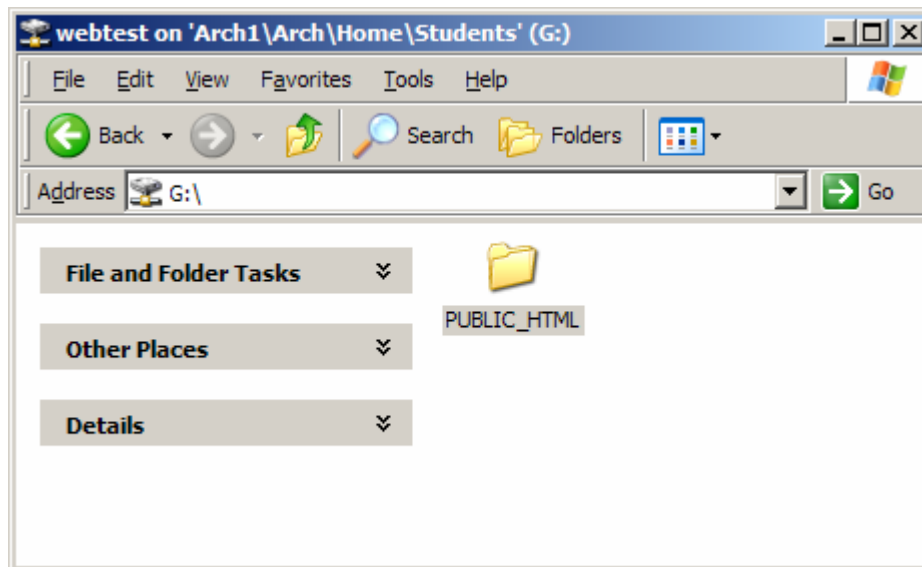 webtest on 'Arch1\Arch\Home\Students' (G:)
File Edit View Favorites Tools Help
Back Search Folders
Address G:\ Go
File and Folder Tasks
PUBLIC_HTML
Other Places
Details